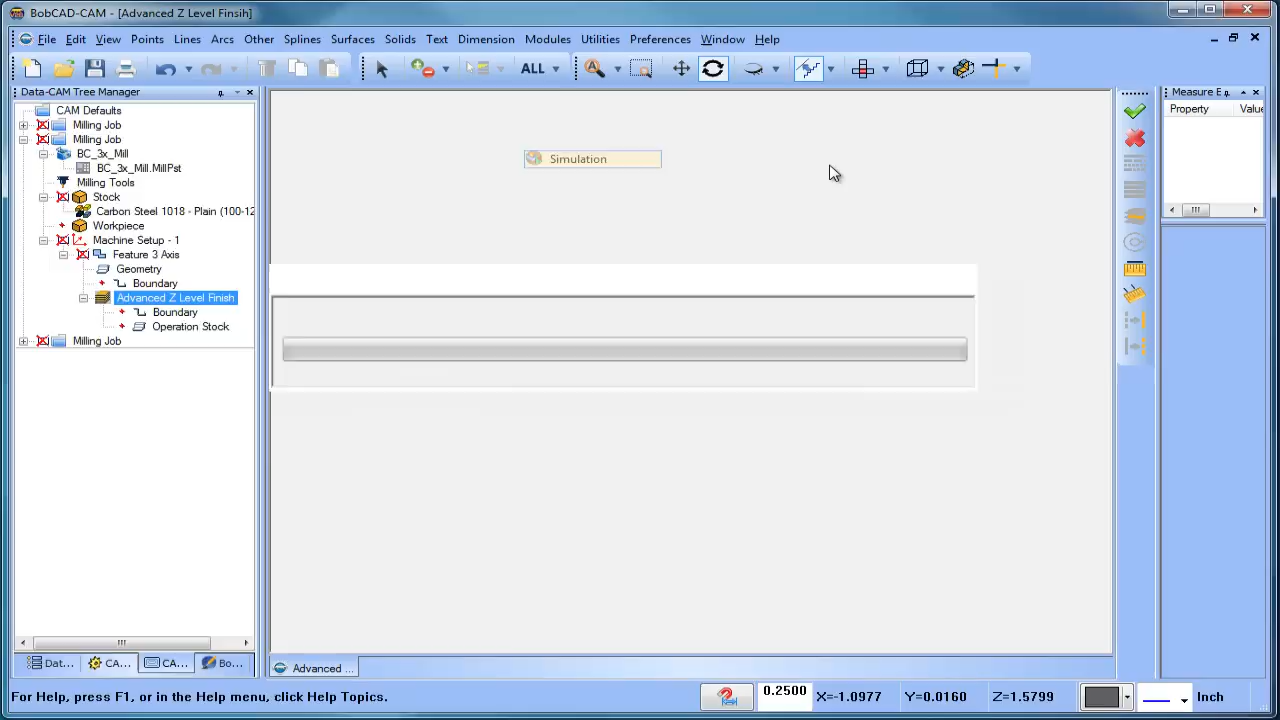 BobCAD-CAM - [Advanced Z Level Finsih]
File Edit View Points Lines Arcs Other Splines Surfaces Solids Text Dimension Modules Utilities Preferences Window Help
ALL
Data-CAM Tree Manager
CAM Defaults
Milling Job
Milling Job
BC_3x_Mill
BC_3x_Mill.MillPst
Milling Tools
Stock
Carbon Steel 1018 - Plain (100-12
Workpiece
Machine Setup - 1
Feature 3 Axis
Geometry
Boundary
Advanced Z Level Finish
Boundary
Operation Stock
Milling Job
Simulation
Measure E
Property Value
Dat... CA... CA... Bo...
Advanced ...
For Help, press F1, or in the Help menu, click Help Topics.
0.2500 X=-1.0977 Y=0.0160 Z=1.5799 Inch